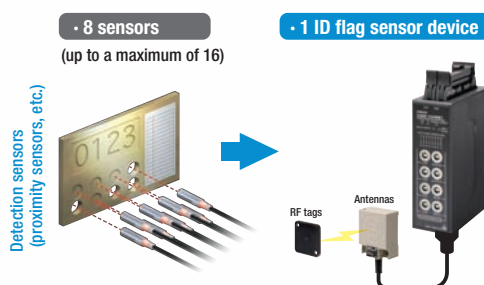 · 8 sensors
(up to a maximum of 16)
Detection sensors
(proximity sensors, etc.)
0123
· 1 ID flag sensor device
RF tags
Antennas